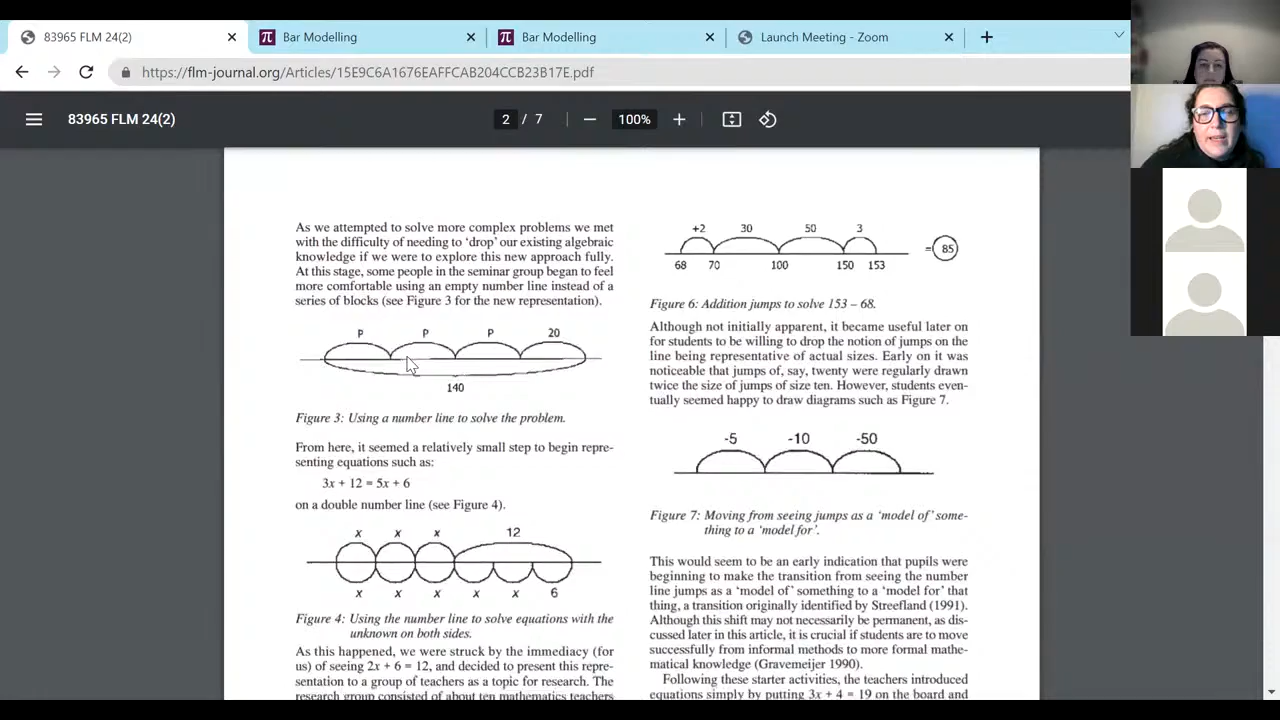 83965 FLM 24(2)
Bar Modelling
Bar Modelling
Launch Meeting - Zoom
https://flm-journal.org/Articles/15E9C6A1676EAFFCAB204CCB23B17E.pdf
83965 FLM 24(2)
2 / 7
100%
As we attempted to solve more complex problems we met
with the difficulty of needing to ‘drop’ our existing algebraic
knowledge if we were to explore this new approach fully.
At this stage, some people in the seminar group began to feel
more comfortable using an empty number line instead of a
series of blocks (see Figure 3 for the new representation).
P P P 20
140
Figure 3: Using a number line to solve the problem.
From here, it seemed a relatively small step to begin repre-
senting equations such as:
3x + 12 = 5x + 6
on a double number line (see Figure 4).
x x x 12
x x x x x 6
Figure 4: Using the number line to solve equations with the
unknown on both sides.
As this happened, we were struck by the immediacy (for
us) of seeing 2x + 6 = 12, and decided to present this repre-
sentation to a group of teachers as a topic for research. The
research group consisted of about ten mathematics teachers
+2 30 50 3
68 70 100 150 153
= 85
Figure 6: Addition jumps to solve 153 – 68.
Although not initially apparent, it became useful later on
for students to be willing to drop the notion of jumps on the
line being representative of actual sizes. Early on it was
noticeable that jumps of, say, twenty were regularly drawn
twice the size of jumps of size ten. However, students even-
tually seemed happy to draw diagrams such as Figure 7.
-5 -10 -50
Figure 7: Moving from seeing jumps as a ‘model of’ some-
thing to a ‘model for’.
This would seem to be an early indication that pupils were
beginning to make the transition from seeing the number
line jumps as a ‘model of’ something to a ‘model for’ that
thing, a transition originally identified by Streefland (1991).
Although this shift may not necessarily be permanent, as dis-
cussed later in this article, it is crucial if students are to move
successfully from informal methods to more formal mathe-
matical knowledge (Gravemeijer 1990).
Following these starter activities, the teachers introduced
equations simply by putting 3x + 4 = 19 on the board and